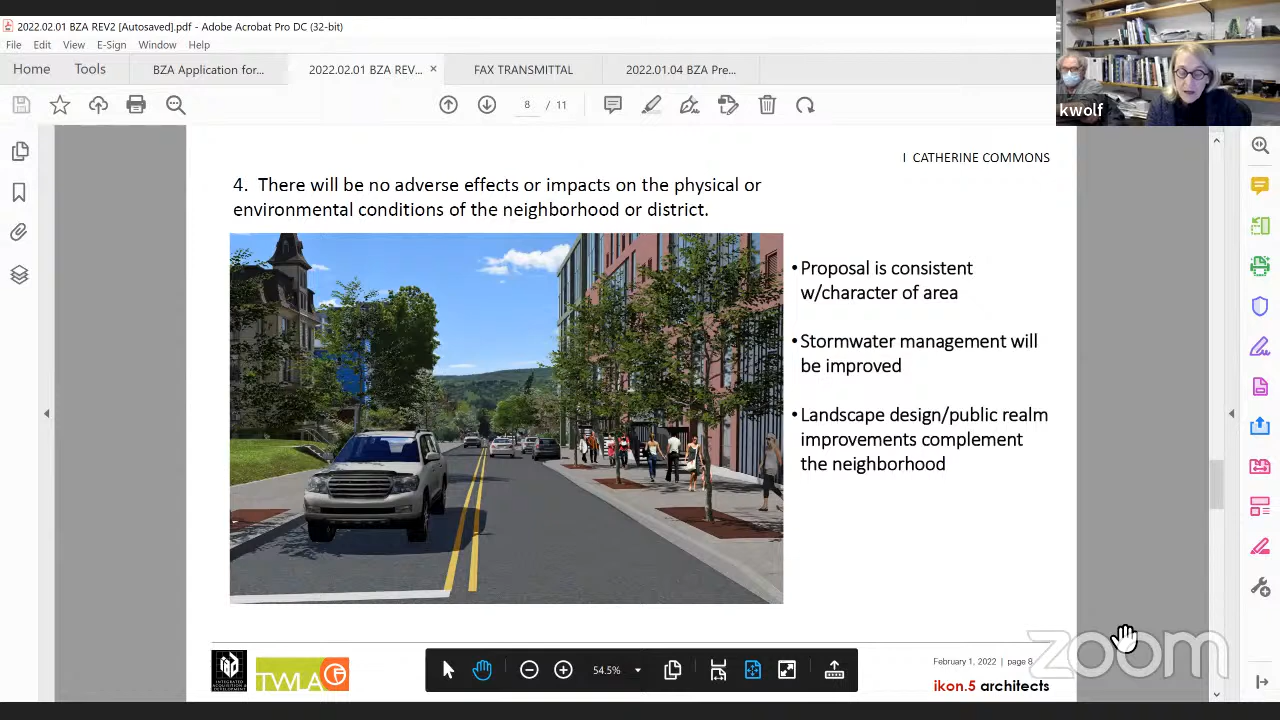 2022.02.01 BZA REV2 [Autosaved].pdf - Adobe Acrobat Pro DC (32-bit)
File Edit View E-Sign Window Help
Home Tools BZA Application for... 2022.02.01 BZA REV... × FAX TRANSMITTAL 2022.01.04 BZA Pre...
8 / 11
kwolf
I CATHERINE COMMONS
4. There will be no adverse effects or impacts on the physical or
environmental conditions of the neighborhood or district.
• Proposal is consistent
w/character of area
• Stormwater management will
be improved
• Landscape design/public realm
improvements complement
the neighborhood
INTEGRATED
ACQUISITION &
DEVELOPMENT
TWLA
54.5%
February 1, 2022 | page 8
ikon.5 architects
zoom